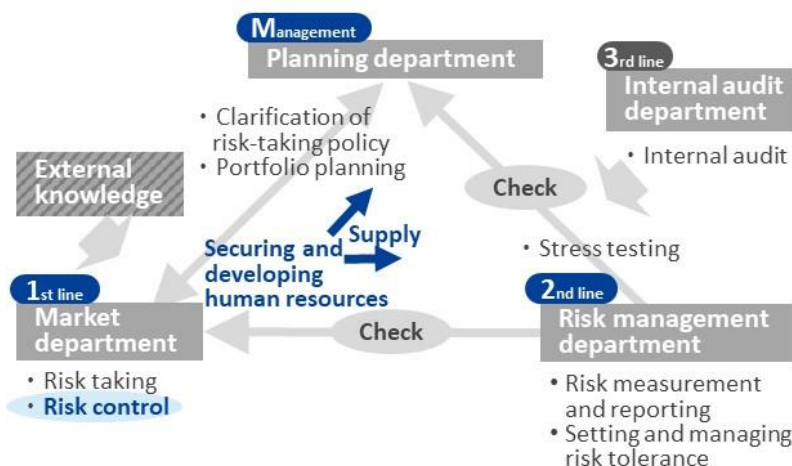 Management
Planning department
3rd line
Internal audit
department
・Internal audit
・Clarification of
risk-taking policy
・Portfolio planning
External
knowledge
Check
Securing and
developing
human resources
Supply
・Stress testing
1st line
Market
department
・Risk taking
・Risk control
Check
2nd line
Risk management
department
• Risk measurement
and reporting
• Setting and managing
risk tolerance